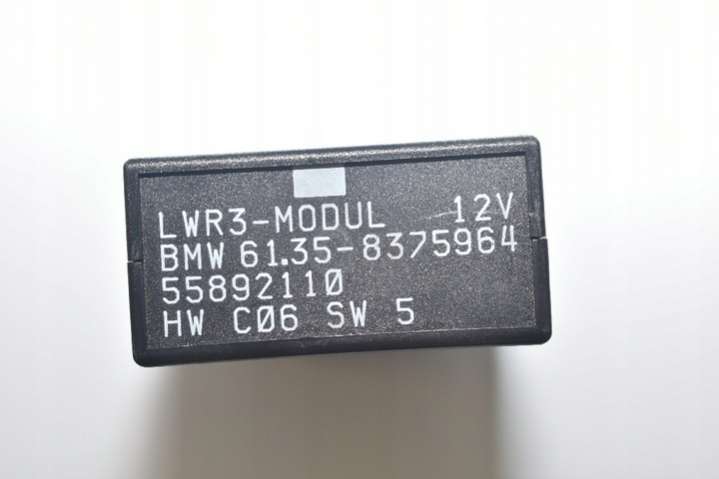 LWR3-MODUL 12V
BMW 61.35-8375964
55892110
HW C06 SW 5